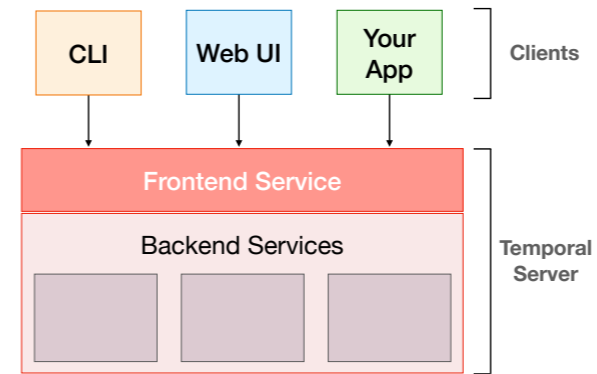 CLI
Web UI
Your
App
Clients
Frontend Service
Backend Services
Temporal
Server